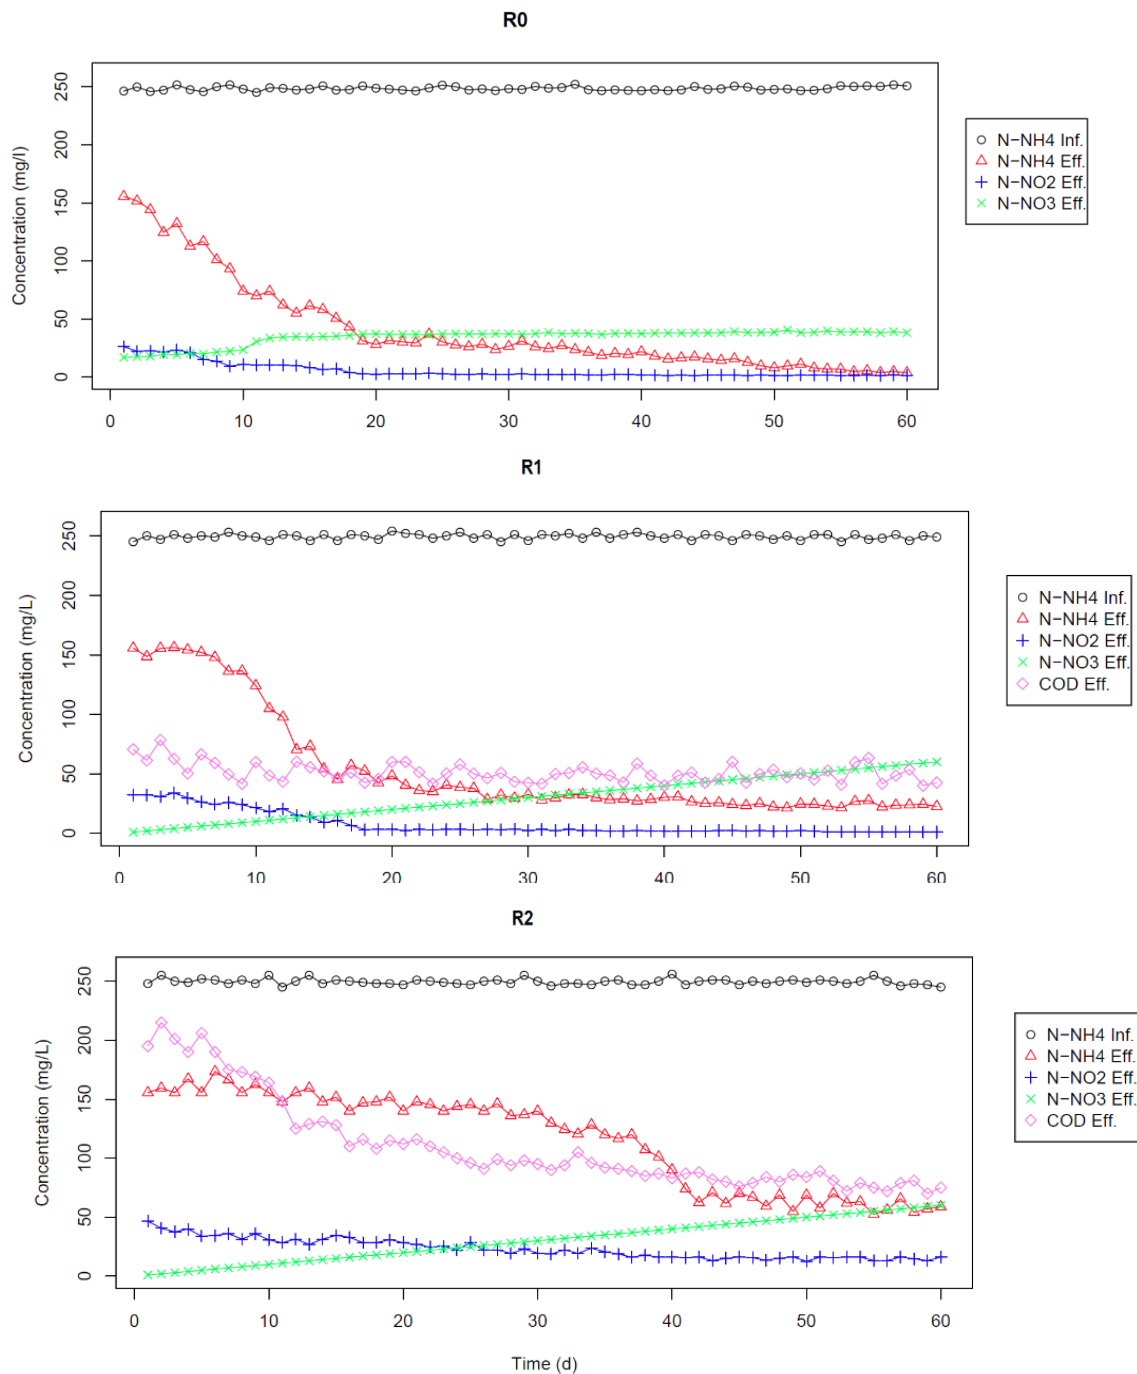 R0
Concentration (mg/l)
250
200
150
100
50
0
0 10 20 30 40 50 60
N-NH4 Inf.
N-NH4 Eff.
N-NO2 Eff.
N-NO3 Eff.
R1
Concentration (mg/L)
250
200
150
100
50
0
0 10 20 30 40 50 60
N-NH4 Inf.
N-NH4 Eff.
N-NO2 Eff.
N-NO3 Eff.
COD Eff.
R2
Concentration (mg/L)
250
200
150
100
50
0
0 10 20 30 40 50 60
Time (d)
N-NH4 Inf.
N-NH4 Eff.
N-NO2 Eff.
N-NO3 Eff.
COD Eff.